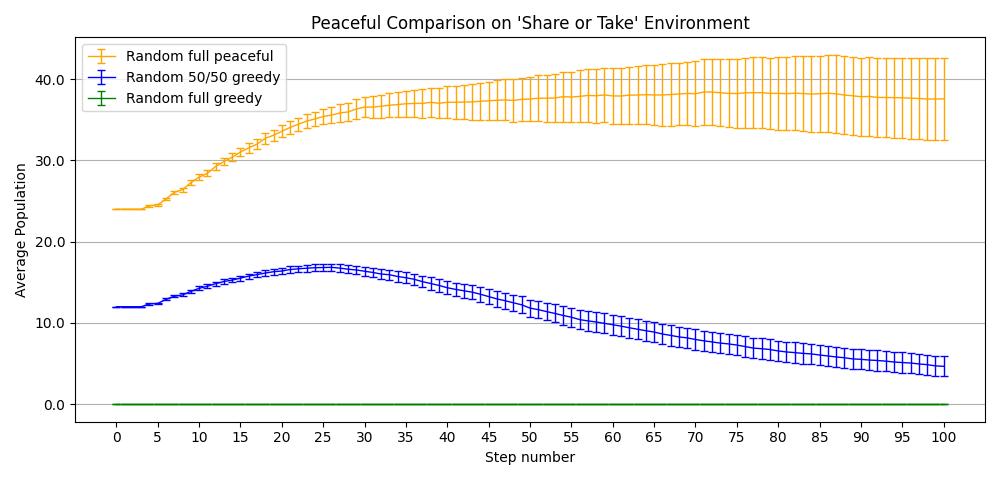 Peaceful Comparison on 'Share or Take' Environment
Random full peaceful
Random 50/50 greedy
Random full greedy
Average Population
40.0
30.0
20.0
10.0
0.0
0 5 10 15 20 25 30 35 40 45 50 55 60 65 70 75 80 85 90 95 100
Step number